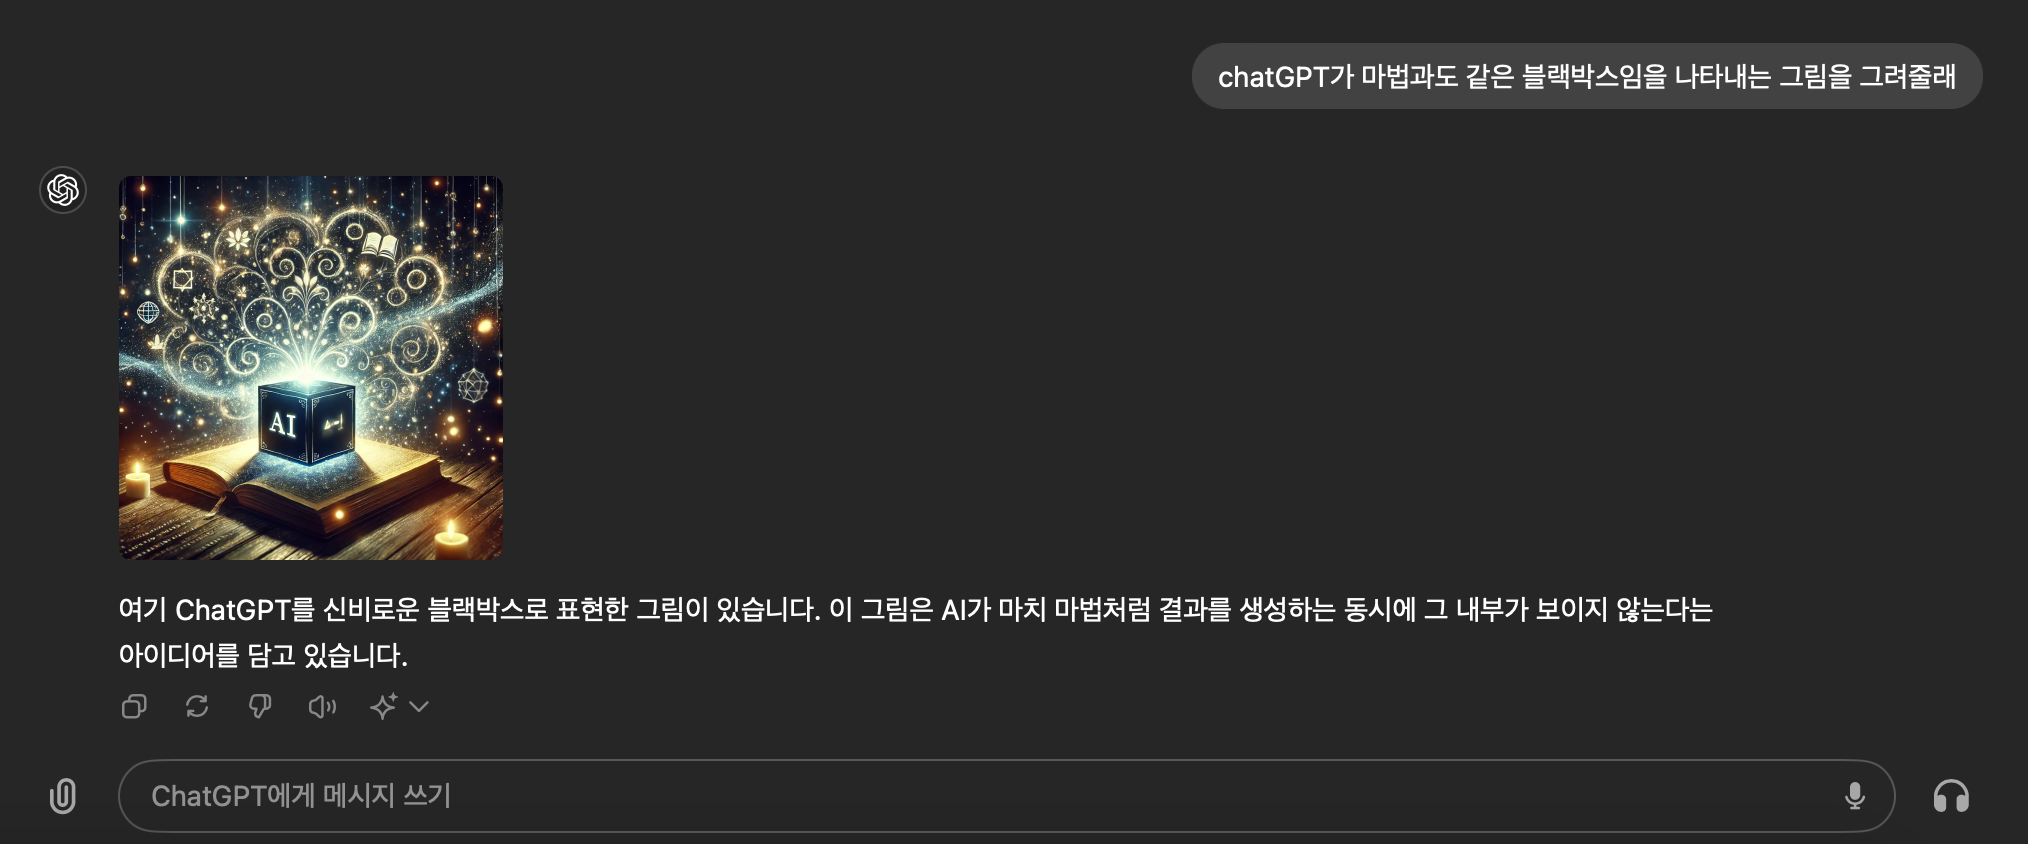 chatGPT가 마법과도 같은 블랙박스임을 나타내는 그림을 그려줄래
AI
여기 ChatGPT를 신비로운 블랙박스로 표현한 그림이 있습니다. 이 그림은 AI가 마치 마법처럼 결과를 생성하는 동시에 그 내부가 보이지 않는다는
아이디어를 담고 있습니다.
ChatGPT에게 메시지 쓰기